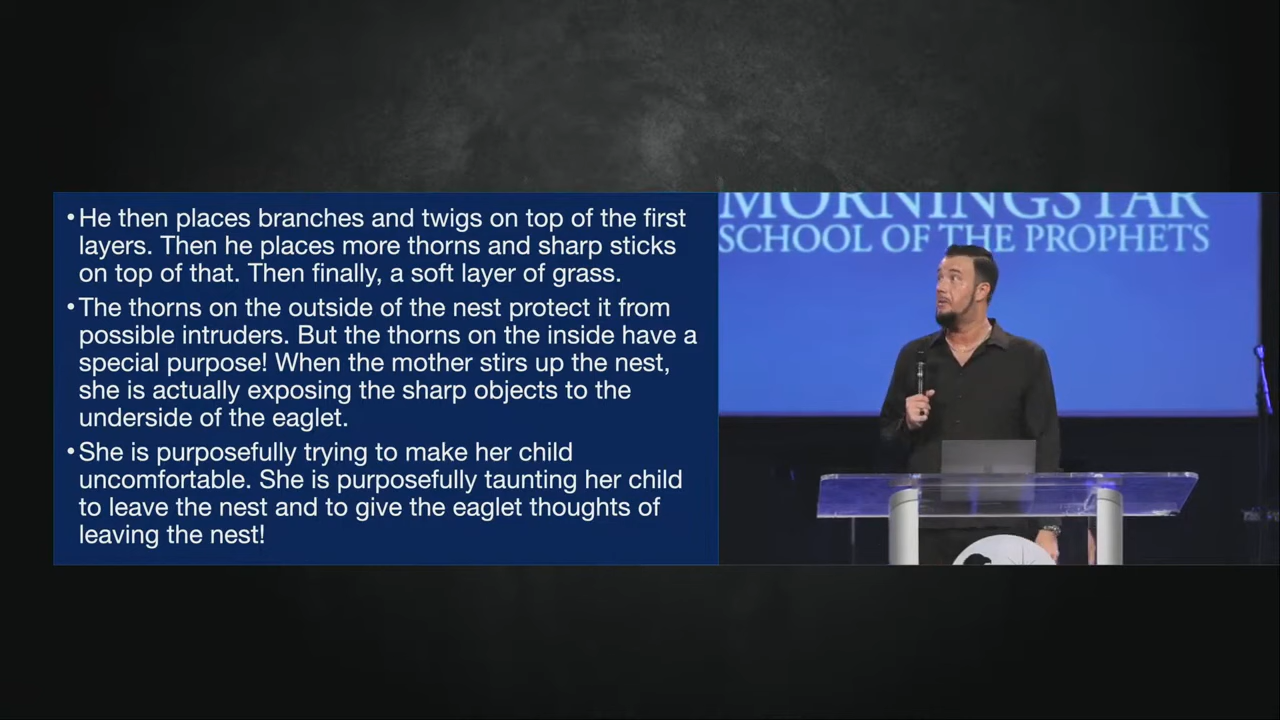 • He then places branches and twigs on top of the first
layers. Then he places more thorns and sharp sticks
on top of that. Then finally, a soft layer of grass.
• The thorns on the outside of the nest protect it from
possible intruders. But the thorns on the inside have a
special purpose! When the mother stirs up the nest,
she is actually exposing the sharp objects to the
underside of the eaglet.
• She is purposefully trying to make her child
uncomfortable. She is purposefully taunting her child
to leave the nest and to give the eaglet thoughts of
leaving the nest!
MORNINGSTAR
SCHOOL OF THE PROPHETS